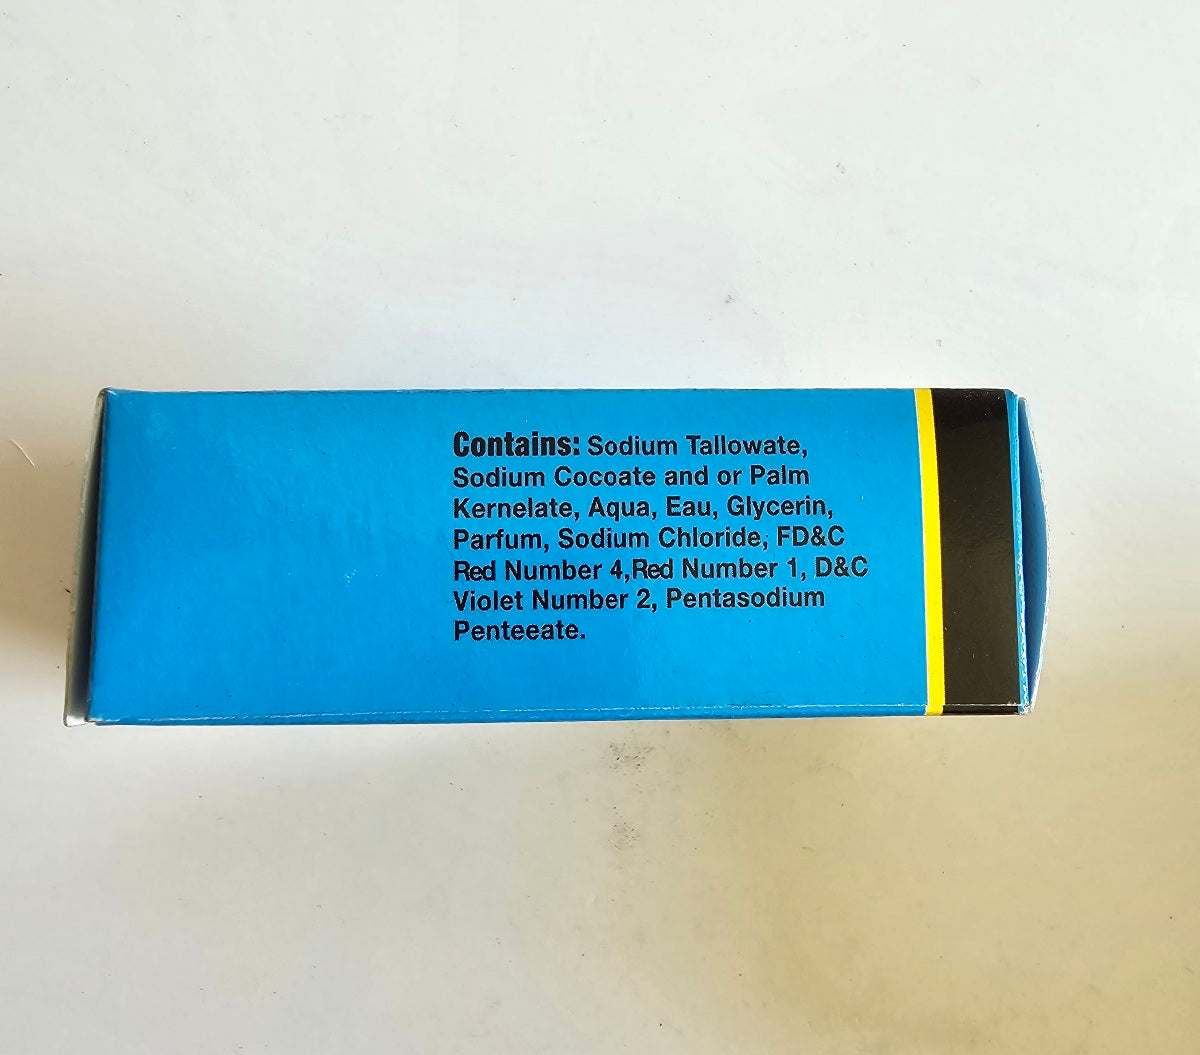 Contains: Sodium Tallowate,
Sodium Cocoate and or Palm
Kernelate, Aqua, Eau, Glycerin,
Parfum, Sodium Chloride, FD&C
Red Number 4,Red Number 1, D&C
Violet Number 2, Pentasodium
Penteeate.